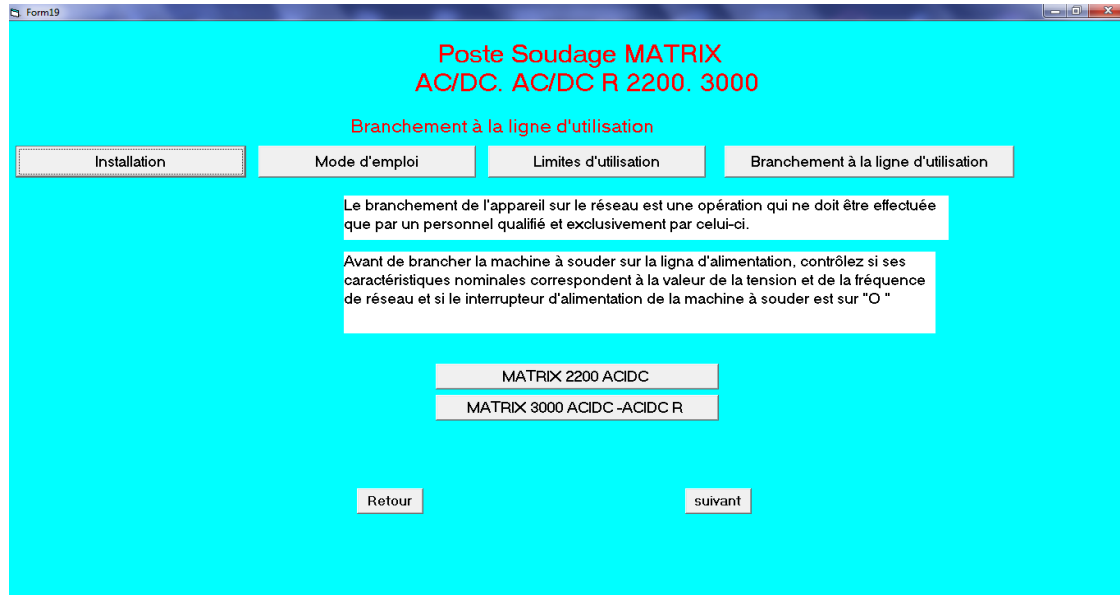 Form19
Poste Soudage MATRIX
AC/DC. AC/DC R 2200. 3000
Branchement à la ligne d'utilisation
Installation
Mode d'emploi
Limites d'utilisation
Branchement à la ligne d'utilisation
Le branchement de l'appareil sur le réseau est une opération qui ne doit être effectuée
que par un personnel qualifié et exclusivement par celui-ci.
Avant de brancher la machine à souder sur la ligna d'alimentation, contrôlez si ses
caractéristiques nominales correspondent à la valeur de la tension et de la fréquence
de réseau et si le interrupteur d'alimentation de la machine à souder est sur "O "
MATRIX 2200 ACIDC
MATRIX 3000 ACIDC -ACIDC R
Retour
suivant